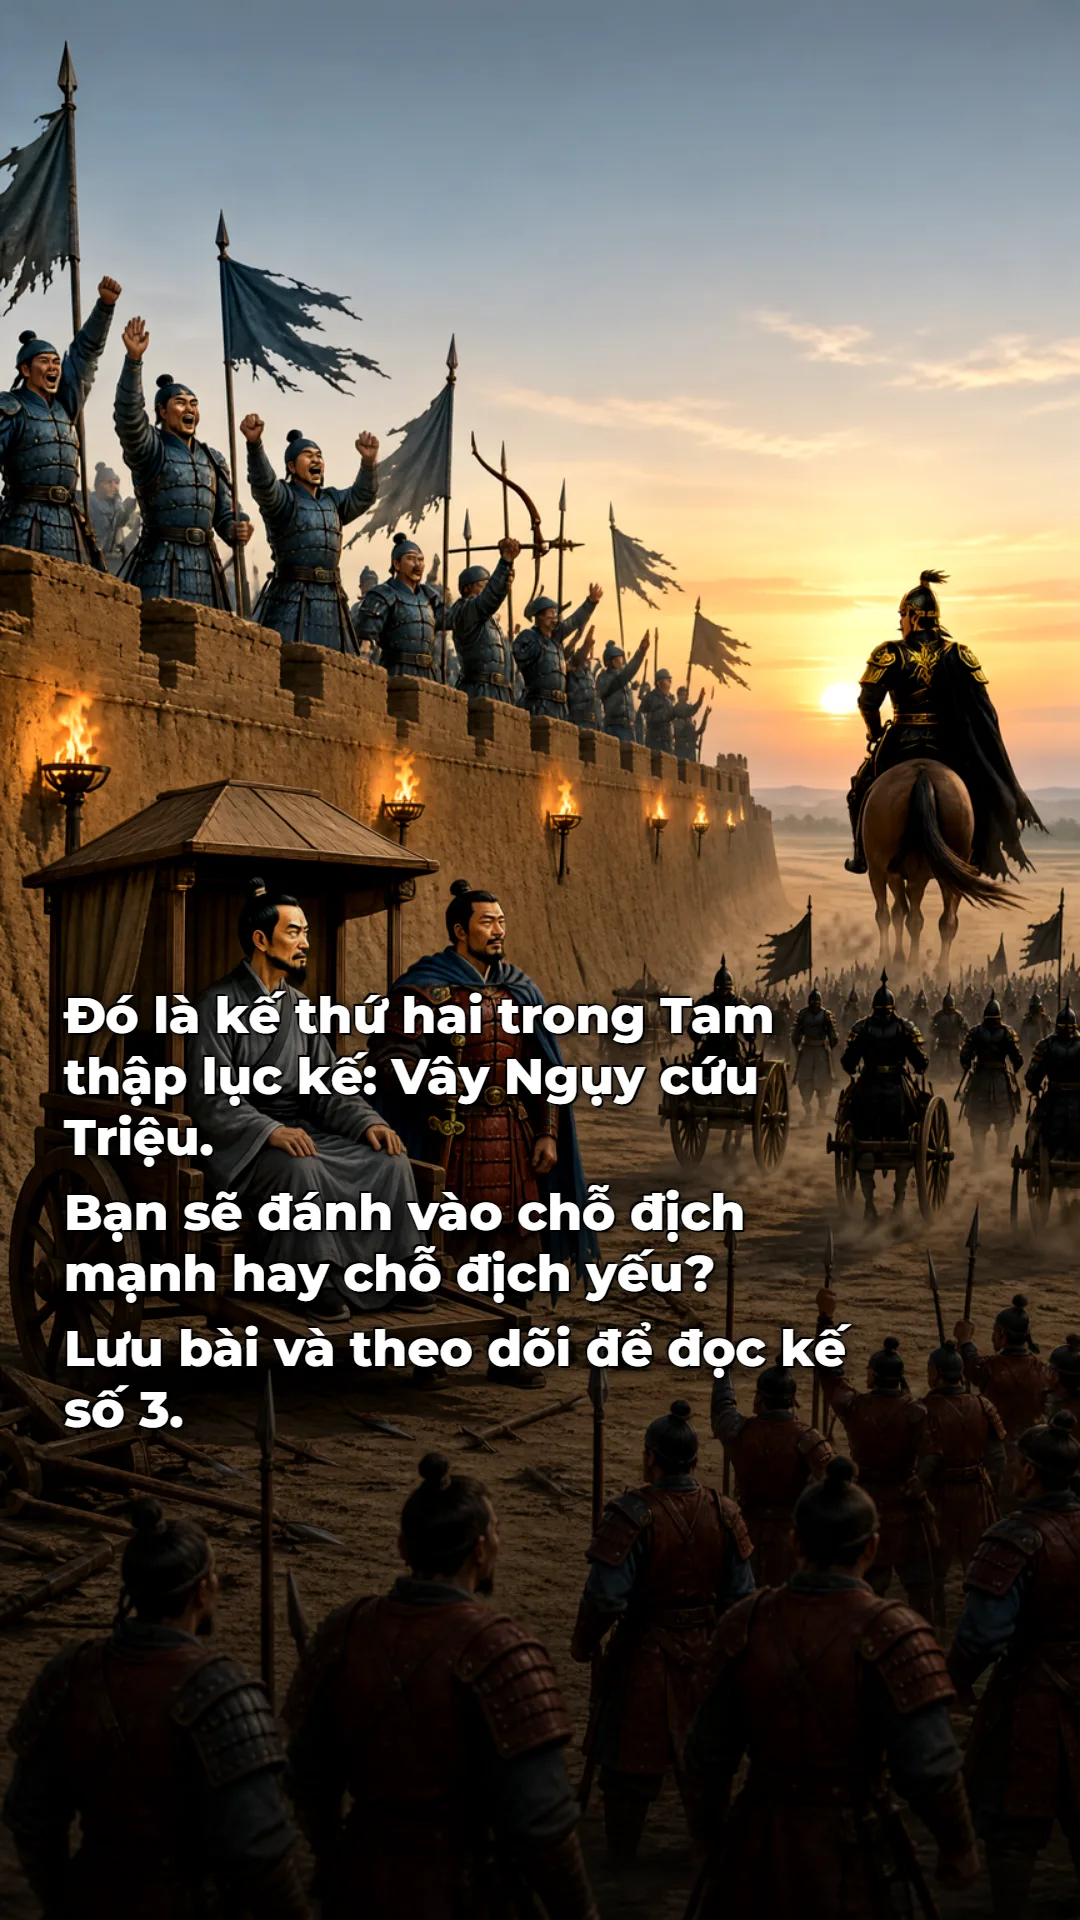 Đó là kế thứ hai trong Tam
thập lục kế: Vây Ngụy cứu
Triệu.
Bạn sẽ đánh vào chỗ địch
mạnh hay chỗ địch yếu?
Lưu bài và theo dõi để đọc kế
số 3.